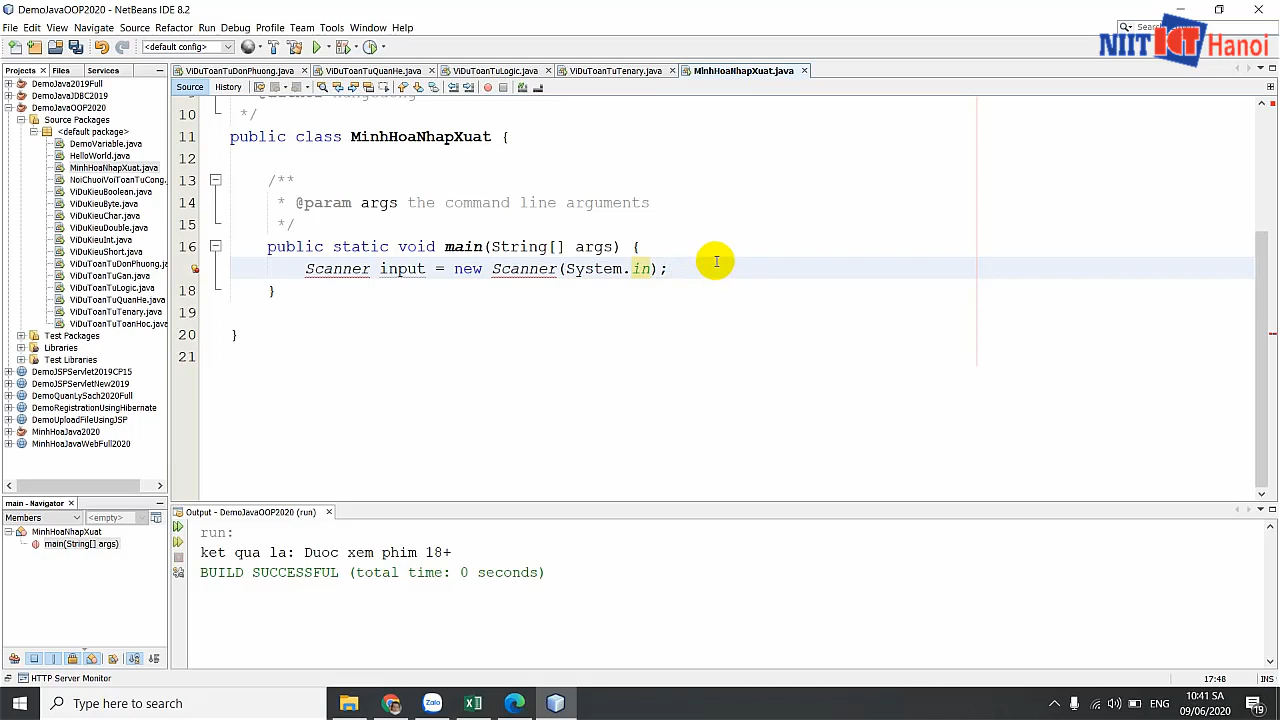 DemoJavaOOP2020 - NetBeans IDE 8.2
File Edit View Navigate Source Refactor Run Debug Profile Team Tools Window Help
NIIT ICT Hanoi
<default config>
Projects Files Services
ViDuToanTuDonPhuong.java ViDuToanTuQuanHe.java ViDuToanTuLogic.java ViDuToanTuTenary.java MinhHoaNhapXuat.java
Source History
DemoJava2019Full
DemoJavaJDBC2019
DemoJavaOOP2020
Source Packages
<default package>
DemoVariable.java
HelloWorld.java
MinhHoaNhapXuat.java
NoiChuoiVoiToanTuCong.
ViDuKieuBoolean.java
ViDuKieuByte.java
ViDuKieuChar.java
ViDuKieuDouble.java
ViDuKieuInt.java
ViDuKieuShort.java
ViDuToanTuDonPhuong.
ViDuToanTuGan.java
ViDuToanTuLogic.java
ViDuToanTuQuanHe.java
ViDuToanTuTenary.java
ViDuToanTuToanHoc.java
Test Packages
Libraries
Test Libraries
DemoJSPServlet2019CP15
DemoJSPServletNew2019
DemoQuanLySach2020Full
DemoRegistrationUsingHibernate
DemoUploadFileUsingJSP
MinhHoaJava2020
MinhHoaJavaWebFull2020
10 */
11 public class MinhHoaNhapXuat {
12
13 /**
14 * @param args the command line arguments
15 */
16 public static void main(String[] args) {
Scanner input = new Scanner(System.in);
18 }
19
20 }
21
main - Navigator
Members <empty>
MinhHoaNhapXuat
main(String[] args)
Output - DemoJavaOOP2020 (run)
run:
ket qua la: Duoc xem phim 18+
BUILD SUCCESSFUL (total time: 0 seconds)
HTTP Server Monitor
17:48 INS
Type here to search
Zalo
10:41 SA
09/06/2020
19